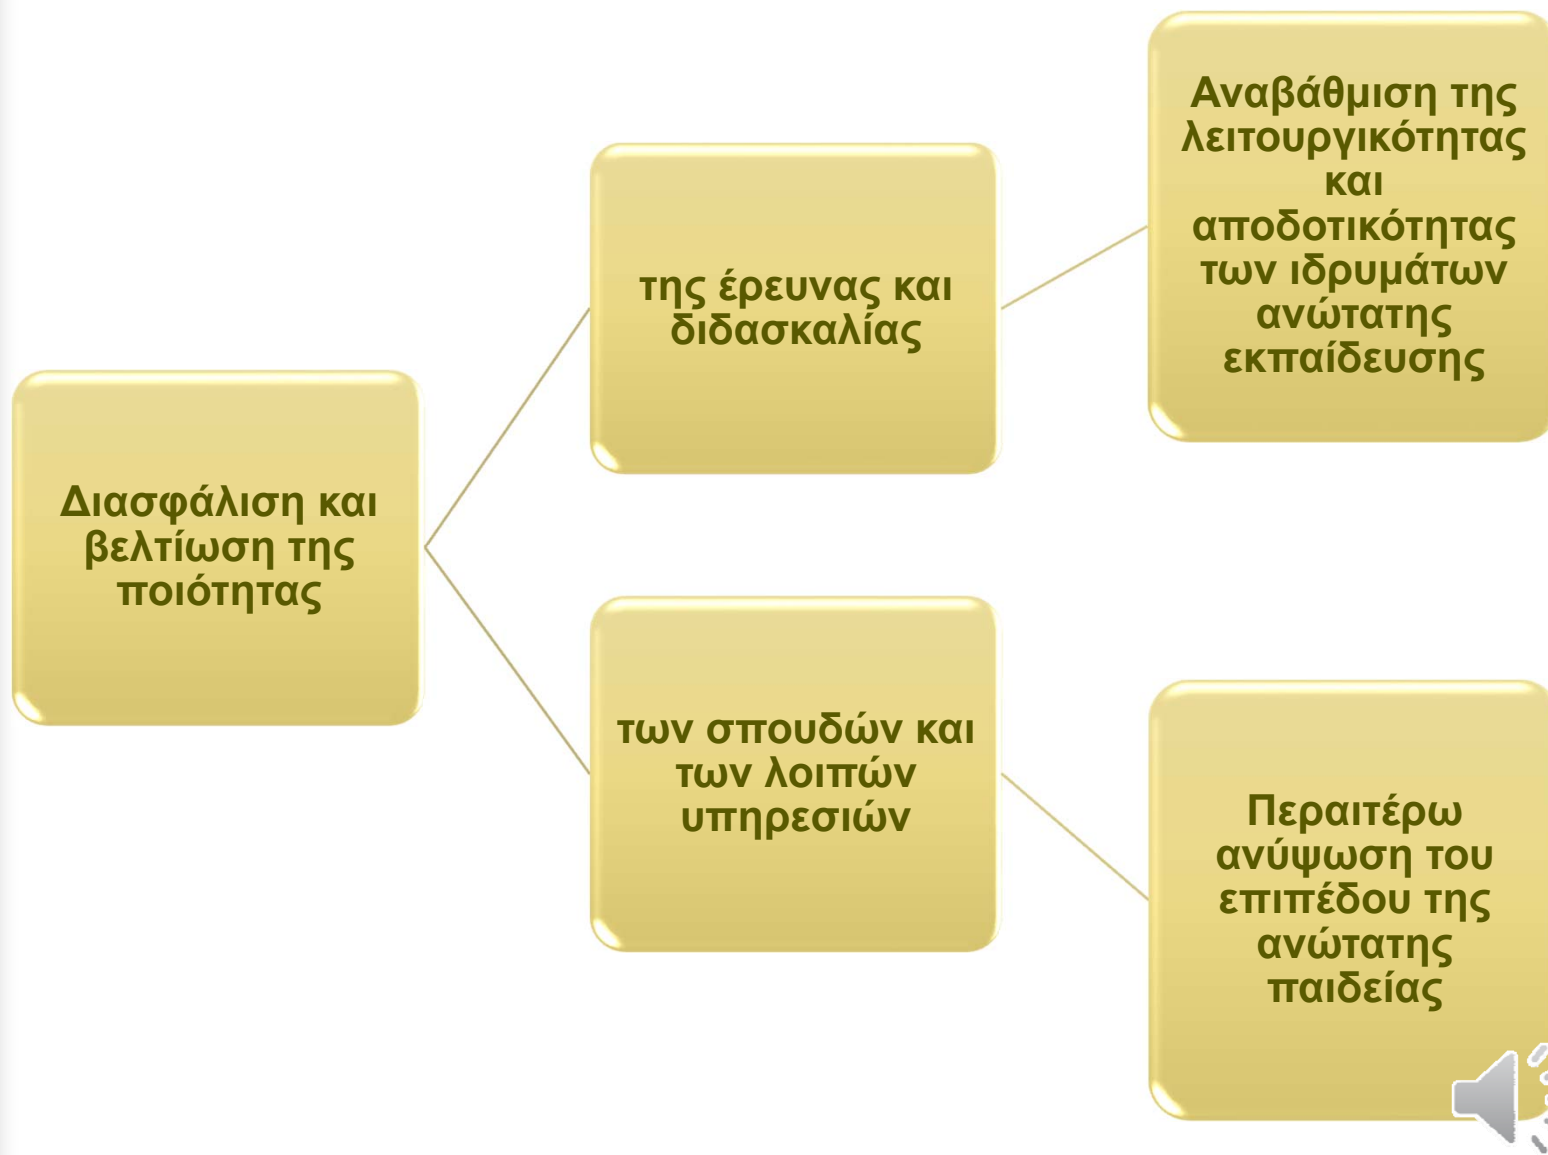 Διασφάλιση και
βελτίωση της
ποιότητας
της έρευνας και
διδασκαλίας
Αναβάθμιση της
λειτουργικότητας
και
αποδοτικότητας
των ιδρυμάτων
ανώτατης
εκπαίδευσης
των σπουδών και
των λοιπών
υπηρεσιών
Περαιτέρω
ανύψωση του
επιπέδου της
ανώτατης
παιδείας